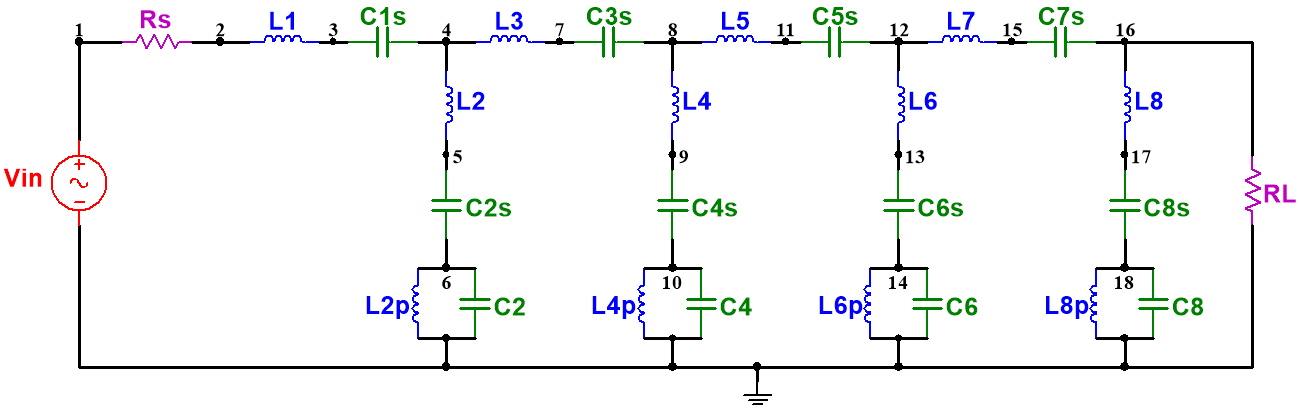 C1s C3s C5s C7s
1 Rs 2 L1 3 4 L3 7 8 L5 11 12 L7 15 16
L2 L4 L6 L8
5 9 13 17
Vin RL
C2s C4s C6s C8s
6 10 14 18
L2p C2 L4p C4 L6p C6 L8p C8